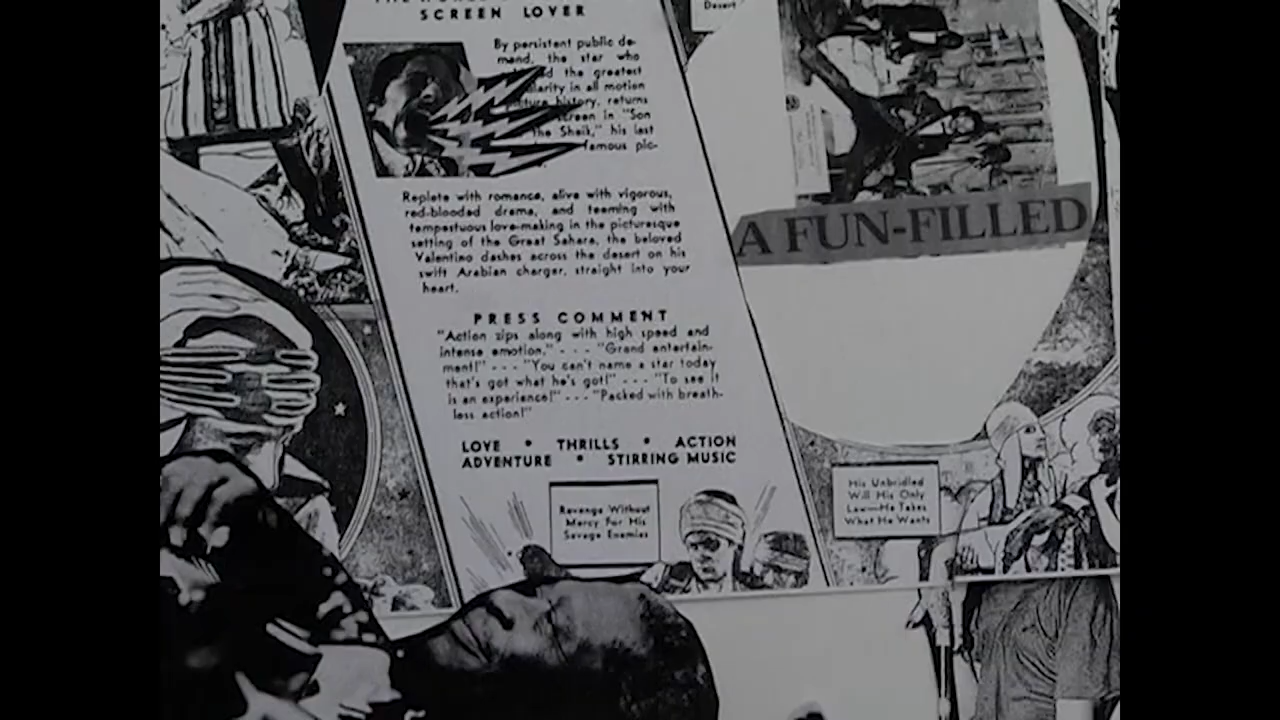 SCREEN LOVER
By persistent public de-
mand, the star who
the greatest
larity in all motion
picture history, returns
screen in "Son
the Sheik," his last
famous pic-
Replete with romance, alive with vigorous,
red-blooded drama, and teeming with
tempestuous love-making in the picturesque
setting of the Great Sahara, the beloved
Valentino dashes across the desert on his
swift Arabian charger, straight into your
heart.
PRESS COMMENT
"Action zips along with high speed and
intense emotion." - - - "Grand entertain-
ment!" - - - "You can't name a star today
that's got what he's got!" - - - "To see it
is an experience!" - - - "Packed with breath-
less action!"
LOVE • THRILLS • ACTION
ADVENTURE • STIRRING MUSIC
Revenge Without
Mercy For His
Savage Enemies
Desert
A FUN-FILLED
His Unbridled
Will His Only
Law—He Takes
What He Wants